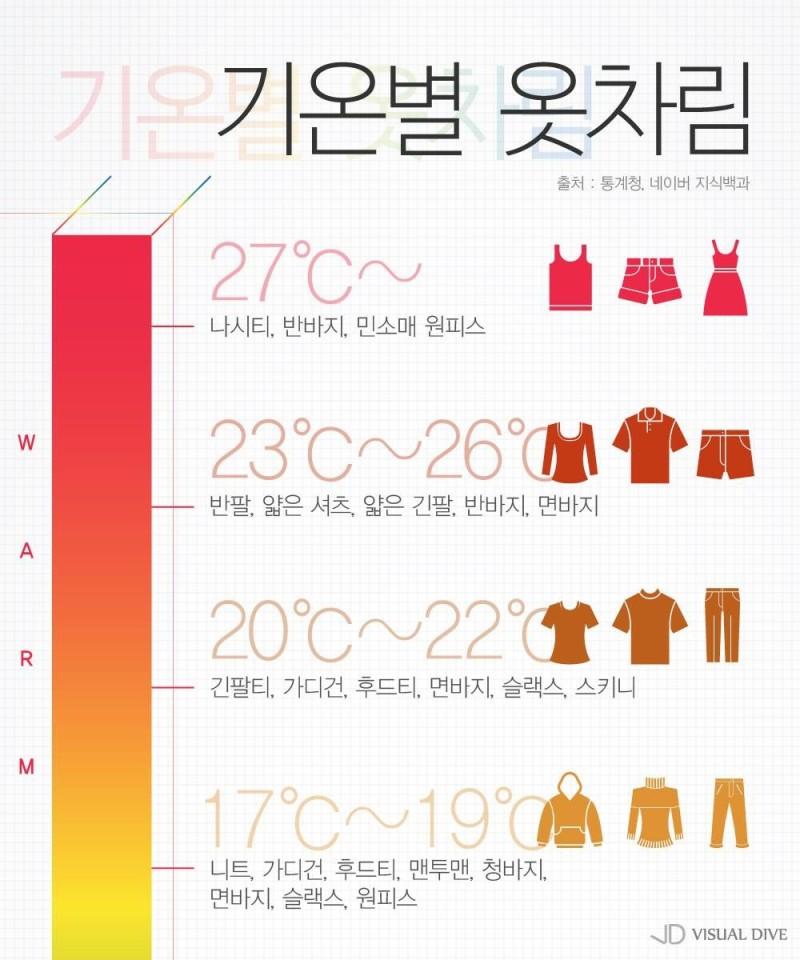 기온별 옷차림
출처 : 통계청, 네이버 지식백과
27℃~
나시티, 반바지, 민소매 원피스
23℃~26℃
반팔, 얇은 셔츠, 얇은 긴팔, 반바지, 면바지
20℃~22℃
긴팔티, 가디건, 후드티, 면바지, 슬랙스, 스키니
17℃~19℃
니트, 가디건, 후드티, 맨투맨, 청바지,
면바지, 슬랙스, 원피스
W
A
R
M
VISUAL DIVE